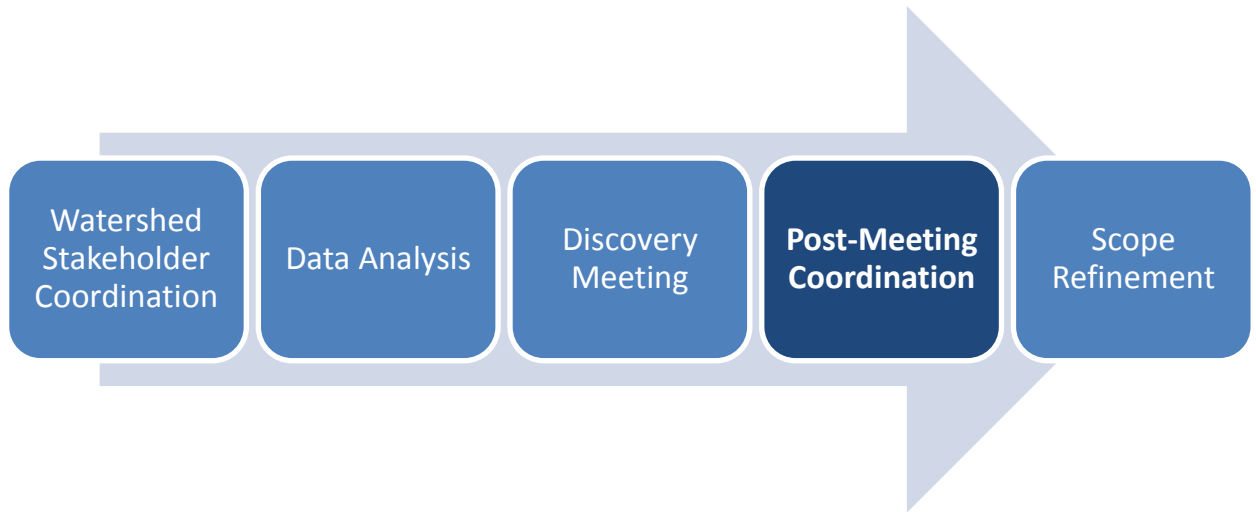 Watershed
Stakeholder
Coordination
Data Analysis
Discovery
Meeting
Post-Meeting
Coordination
Scope
Refinement